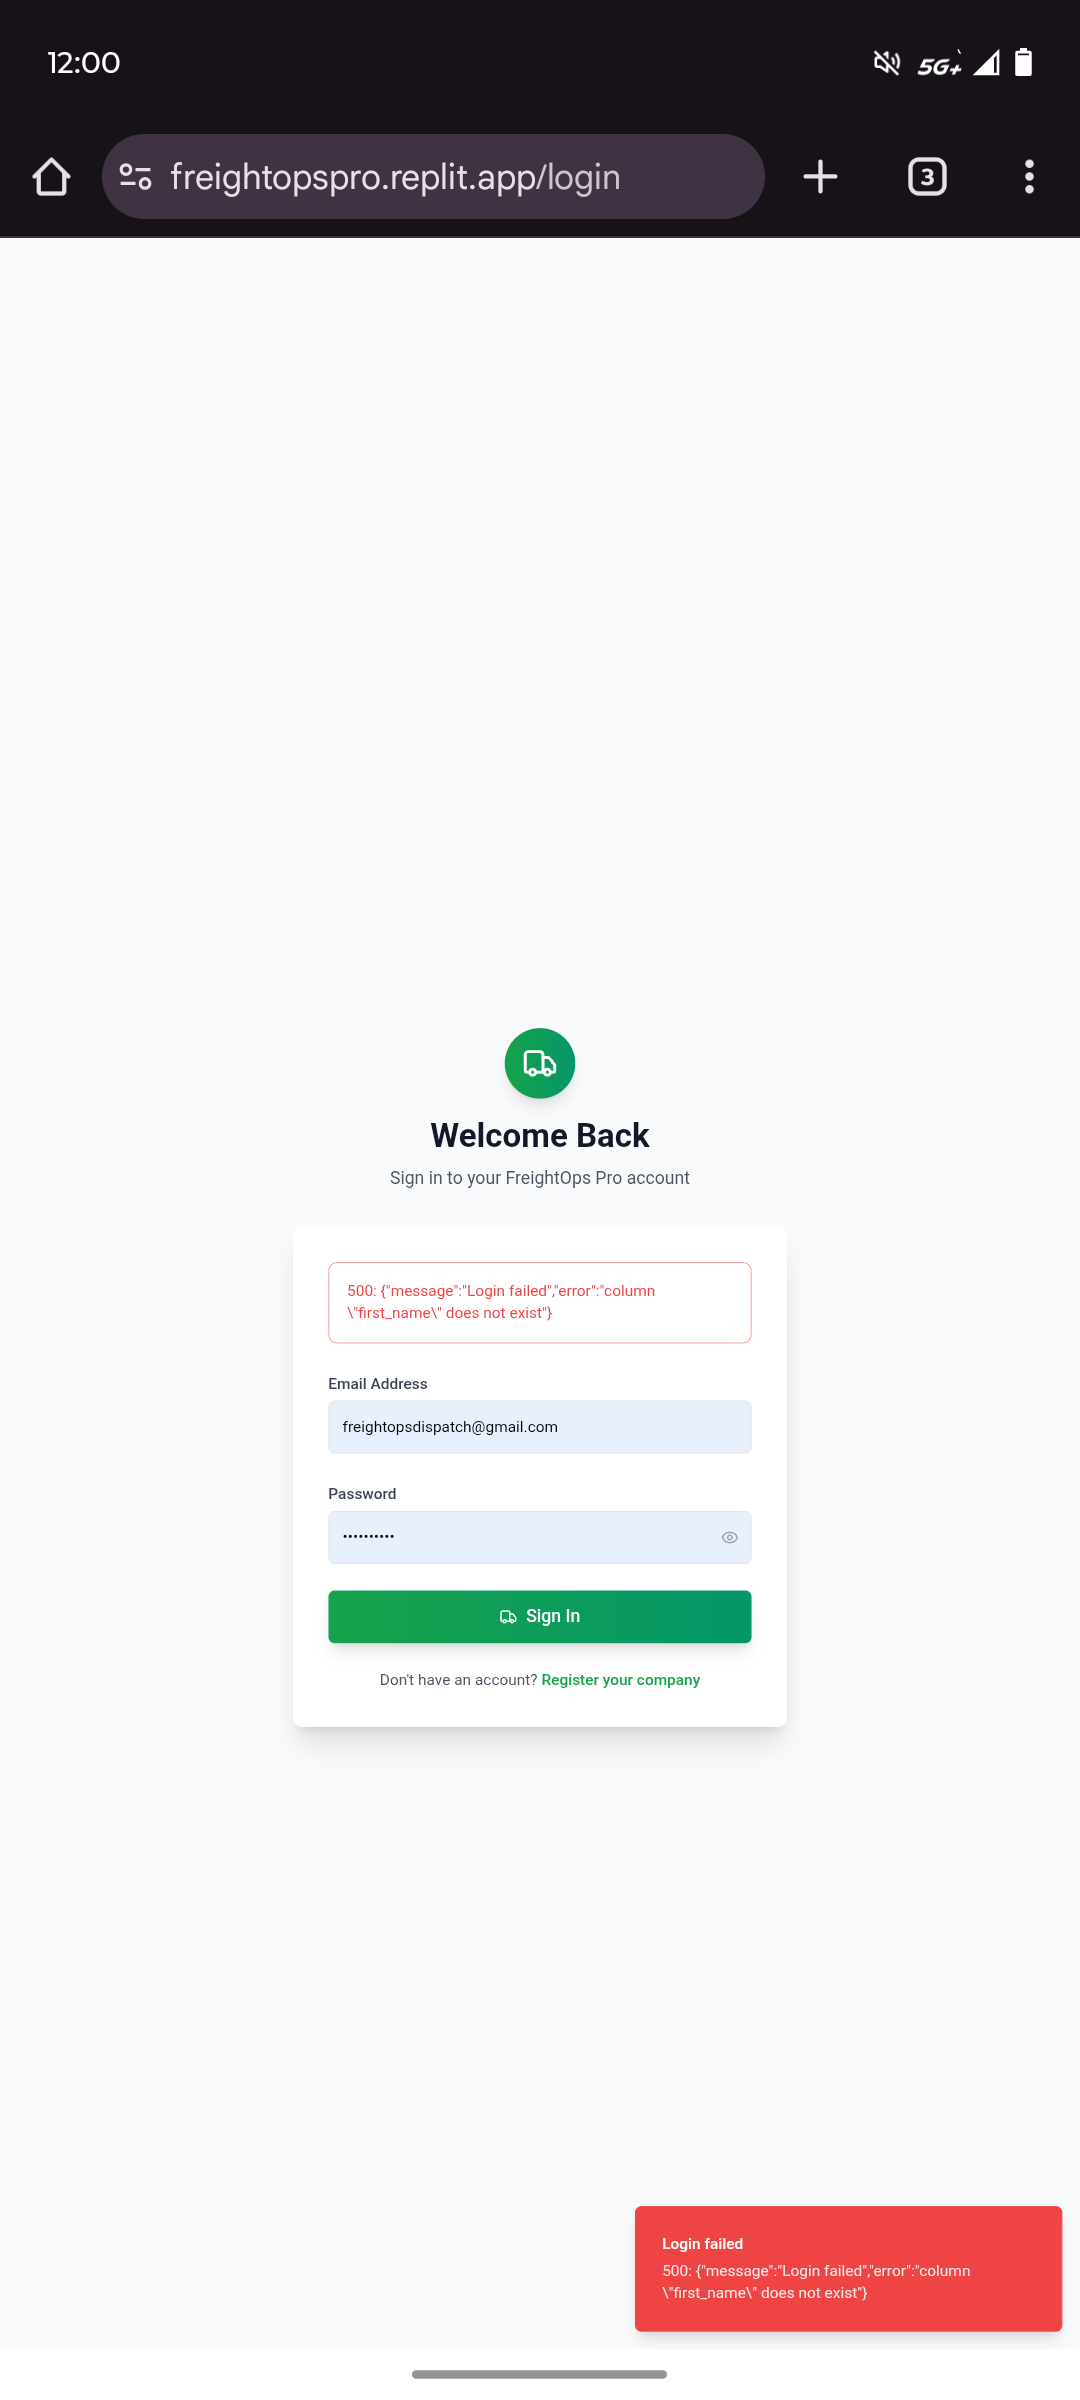 12:00
5G+
freightopspro.replit.app/login
3
Welcome Back
Sign in to your FreightOps Pro account
500: {"message":"Login failed","error":"column
\"first_name\" does not exist"}
Email Address
freightopsdispatch@gmail.com
Password
••••••••••
Sign In
Don't have an account? Register your company
Login failed
500: {"message":"Login failed","error":"column
\"first_name\" does not exist"}